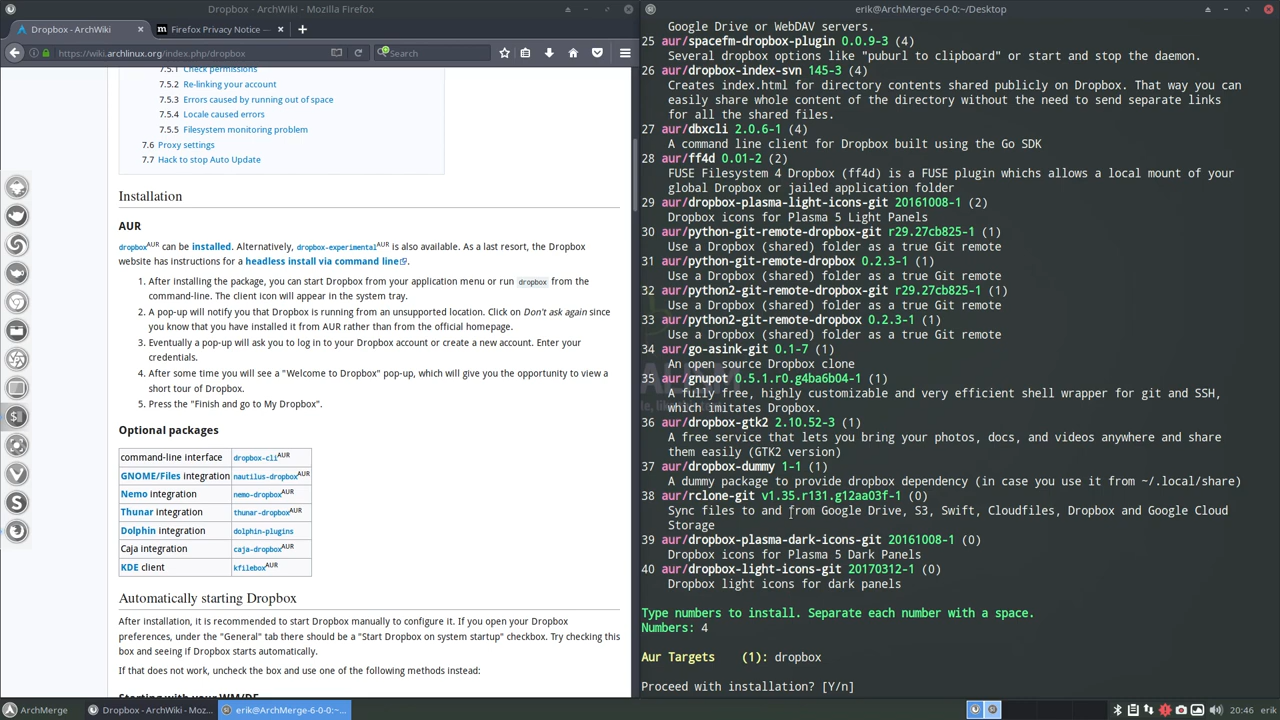 Dropbox - ArchWiki - Mozilla Firefox
Dropbox - ArchWiki
Firefox Privacy Notice —
https://wiki.archlinux.org/index.php/dropbox
Search
7.5.1 Check permissions
7.5.2 Re-linking your account
7.5.3 Errors caused by running out of space
7.5.4 Locale caused errors
7.5.5 Filesystem monitoring problem
7.6 Proxy settings
7.7 Hack to stop Auto Update
Installation
AUR
dropboxAUR can be installed. Alternatively, dropbox-experimentalAUR is also available. As a last resort, the Dropbox
website has instructions for a headless install via command line.
1. After installing the package, you can start Dropbox from your application menu or run dropbox from the
command-line. The client icon will appear in the system tray.
2. A pop-up will notify you that Dropbox is running from an unsupported location. Click on Don't ask again since
you know that you have installed it from AUR rather than from the official homepage.
3. Eventually a pop-up will ask you to log in to your Dropbox account or create a new account. Enter your
credentials.
4. After some time you will see a "Welcome to Dropbox" pop-up, which will give you the opportunity to view a
short tour of Dropbox.
5. Press the "Finish and go to My Dropbox".
Optional packages
command-line interface dropbox-cliAUR
GNOME/Files integration nautilus-dropboxAUR
Nemo integration nemo-dropboxAUR
Thunar integration thunar-dropboxAUR
Dolphin integration dolphin-plugins
Caja integration caja-dropboxAUR
KDE client kfileboxAUR
Automatically starting Dropbox
After installation, it is recommended to start Dropbox manually to configure it. If you open your Dropbox
preferences, under the "General" tab there should be a "Start Dropbox on system startup" checkbox. Try checking this
box and seeing if Dropbox starts automatically.
If that does not work, uncheck the box and use one of the following methods instead:
Starting with your WM/DE
erik@ArchMerge-6-0-0:~/Desktop
Google Drive or WebDAV servers.
25 aur/spacefm-dropbox-plugin 0.0.9-3 (4)
Several dropbox options like "puburl to clipboard" or start and stop the daemon.
26 aur/dropbox-index-svn 145-3 (4)
Creates index.html for directory contents shared publicly on Dropbox. That way you can
easily share whole content of the directory without the need to send separate links
for all the shared files.
27 aur/dbxcli 2.0.6-1 (4)
A command line client for Dropbox built using the Go SDK
28 aur/ff4d 0.01-2 (2)
FUSE Filesystem 4 Dropbox (ff4d) is a FUSE plugin whichs allows a local mount of your
global Dropbox or jailed application folder
29 aur/dropbox-plasma-light-icons-git 20161008-1 (2)
Dropbox icons for Plasma 5 Light Panels
30 aur/python-git-remote-dropbox-git r29.27cb825-1 (1)
Use a Dropbox (shared) folder as a true Git remote
31 aur/python-git-remote-dropbox 0.2.3-1 (1)
Use a Dropbox (shared) folder as a true Git remote
32 aur/python2-git-remote-dropbox-git r29.27cb825-1 (1)
Use a Dropbox (shared) folder as a true Git remote
33 aur/python2-git-remote-dropbox 0.2.3-1 (1)
Use a Dropbox (shared) folder as a true Git remote
34 aur/go-asink-git 0.1-7 (1)
An open source Dropbox clone
35 aur/gnupot 0.5.1.r0.g4ba6b04-1 (1)
A fully free, highly customizable and very efficient shell wrapper for git and SSH,
which imitates Dropbox.
36 aur/dropbox-gtk2 2.10.52-3 (1)
A free service that lets you bring your photos, docs, and videos anywhere and share
them easily (GTK2 version)
37 aur/dropbox-dummy 1-1 (1)
A dummy package to provide dropbox dependency (in case you use it from ~/.local/share)
38 aur/rclone-git v1.35.r131.g12aa03f-1 (0)
Sync files to and from Google Drive, S3, Swift, Cloudfiles, Dropbox and Google Cloud
Storage
39 aur/dropbox-plasma-dark-icons-git 20161008-1 (0)
Dropbox icons for Plasma 5 Dark Panels
40 aur/dropbox-light-icons-git 20170312-1 (0)
Dropbox light icons for dark panels
Type numbers to install. Separate each number with a space.
Numbers: 4
Aur Targets (1): dropbox
Proceed with installation? [Y/n]
ArchMerge
Dropbox - ArchWiki - Moz...
erik@ArchMerge-6-0-0:~/...
20:46 erik